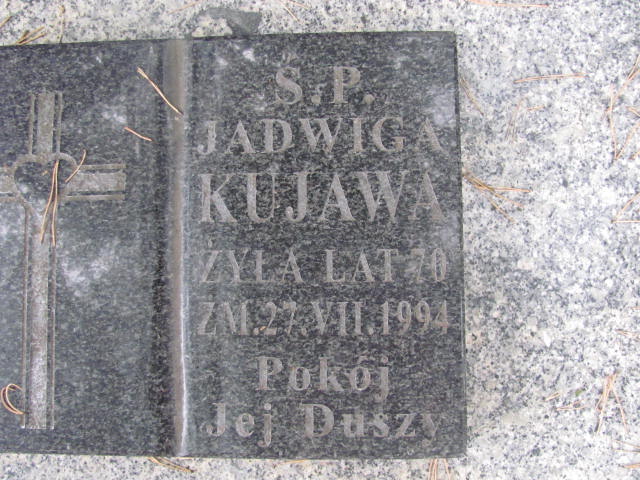 Ś.P.
JADWIGA
KUJAWA
ŻYŁA LAT 70
ZM.27.VII.1994
Pokój
Jej Duszy